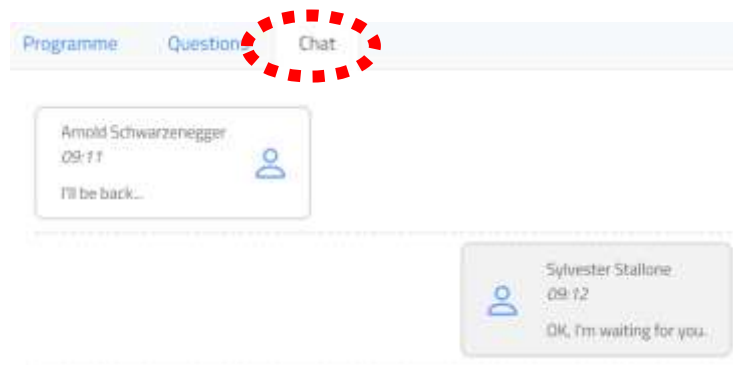 Programme Questions Chat
Arnold Schwarzenegger
09:11
I'll be back...
Sylvester Stallone
09:12
OK, I'm waiting for you.